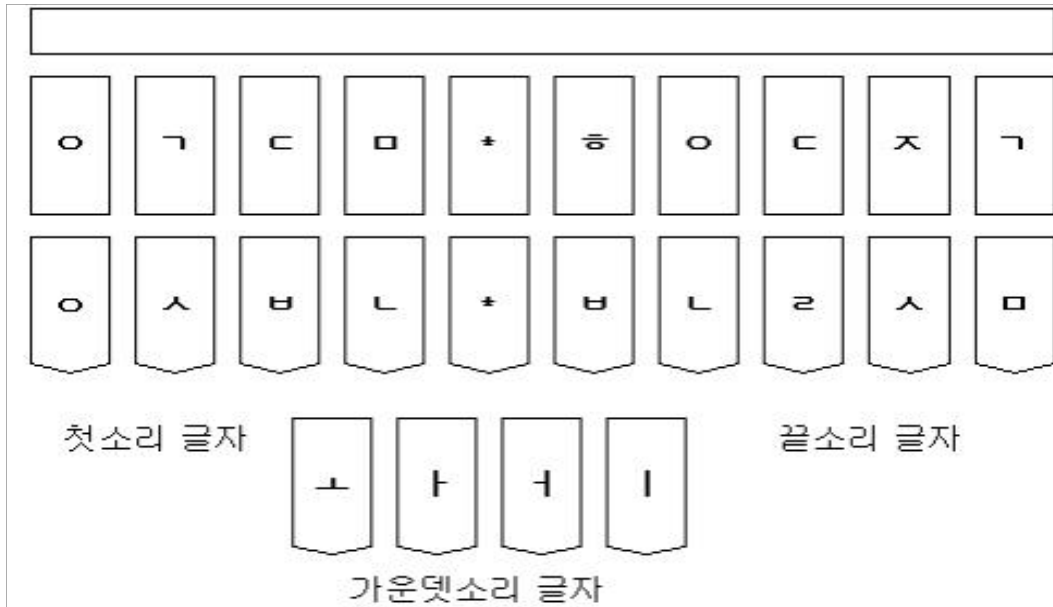 ㅇ ㄱ ㄷ ㅁ * ㅎ ㅇ ㄷ ㅈ ㄱ
ㅇ ㅅ ㅂ ㄴ * ㅂ ㄴ ㄹ ㅅ ㅁ
첫소리 글자 끝소리 글자
ㅗ ㅏ ㅓ ㅣ
가운뎃소리 글자